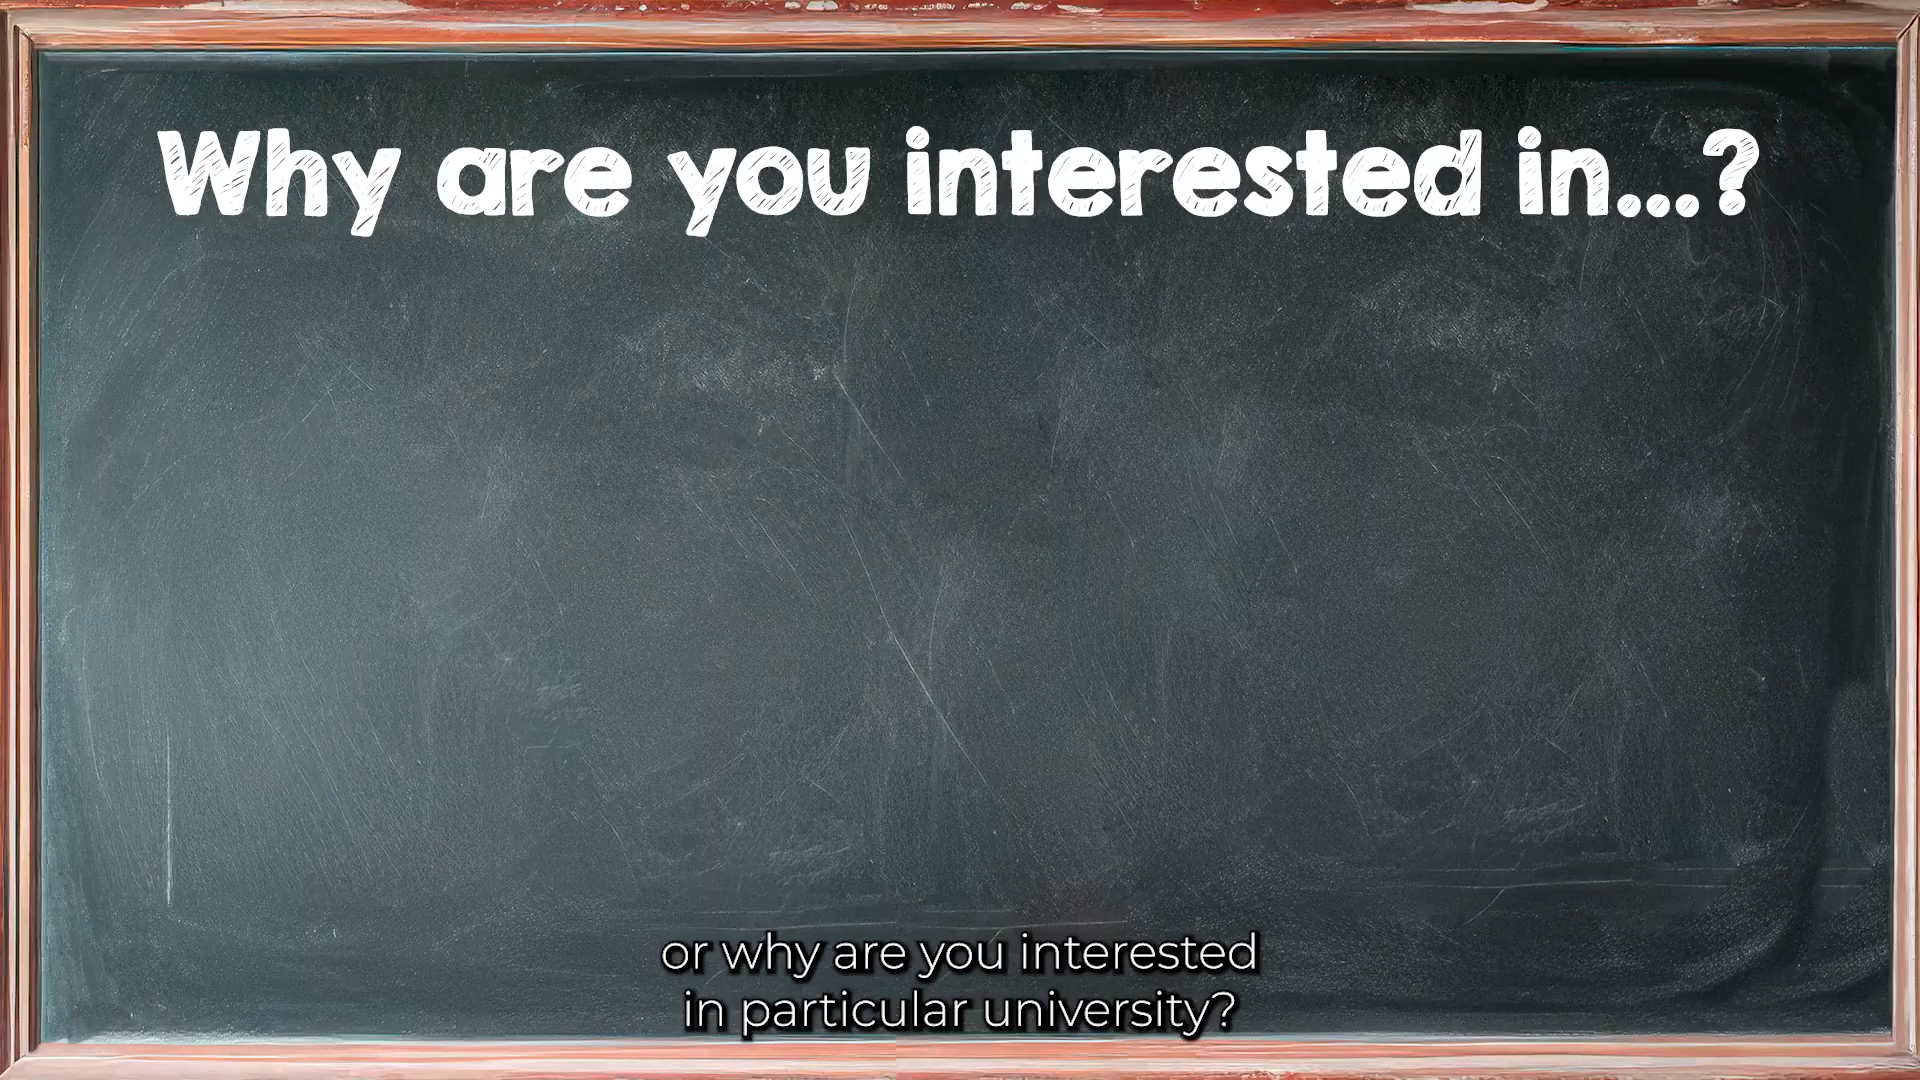 Why are you interested in...?
or why are you interested
in particular university?